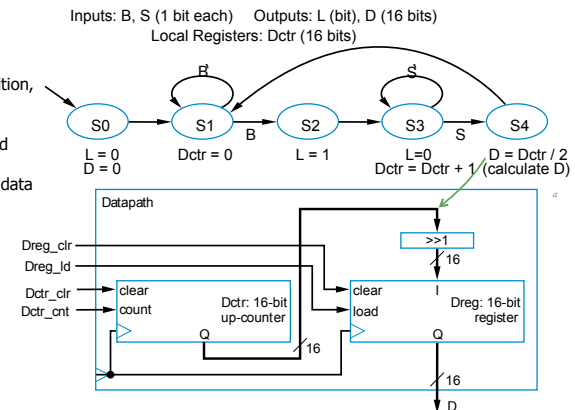 Inputs: B, S (1 bit each) Outputs: L (bit), D (16 bits)
Local Registers: Dctr (16 bits)
ition,
B'
S'
S0
S1
S2
S3
S4
B
S
L = 0
D = 0
Dctr = 0
L = 1
L=0
Dctr = Dctr + 1
D = Dctr / 2
(calculate D)
d
data
a
Datapath
>>1
16
Dreg_clr
Dreg_ld
Dctr_clr
Dctr_cnt
clear
count
Dctr: 16-bit
up-counter
Q
16
clear
load
I
Dreg: 16-bit
register
Q
16
D